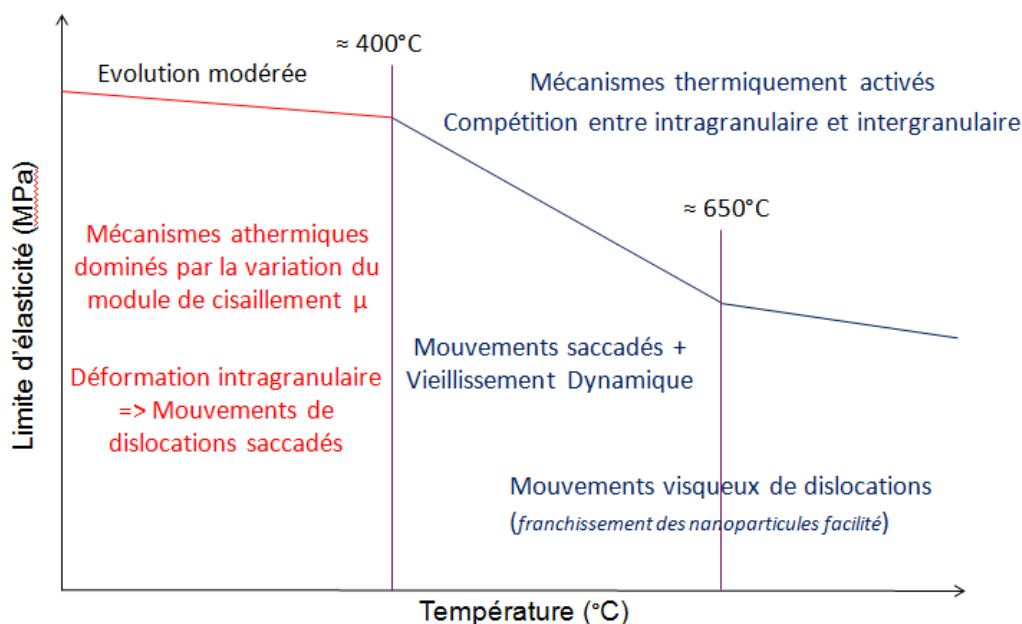 Limite d'élasticité (MPa)
Evolution modérée
≈ 400°C
Mécanismes athermiques
dominés par la variation du
module de cisaillement µ
Déformation intragranulaire
=> Mouvements de
dislocations saccadés
Mécanismes thermiquement activés
Compétition entre intragranulaire et intergranulaire
≈ 650°C
Mouvements saccadés +
Vieillissement Dynamique
Mouvements visqueux de dislocations
(franchissement des nanoparticules facilité)
Température (°C)